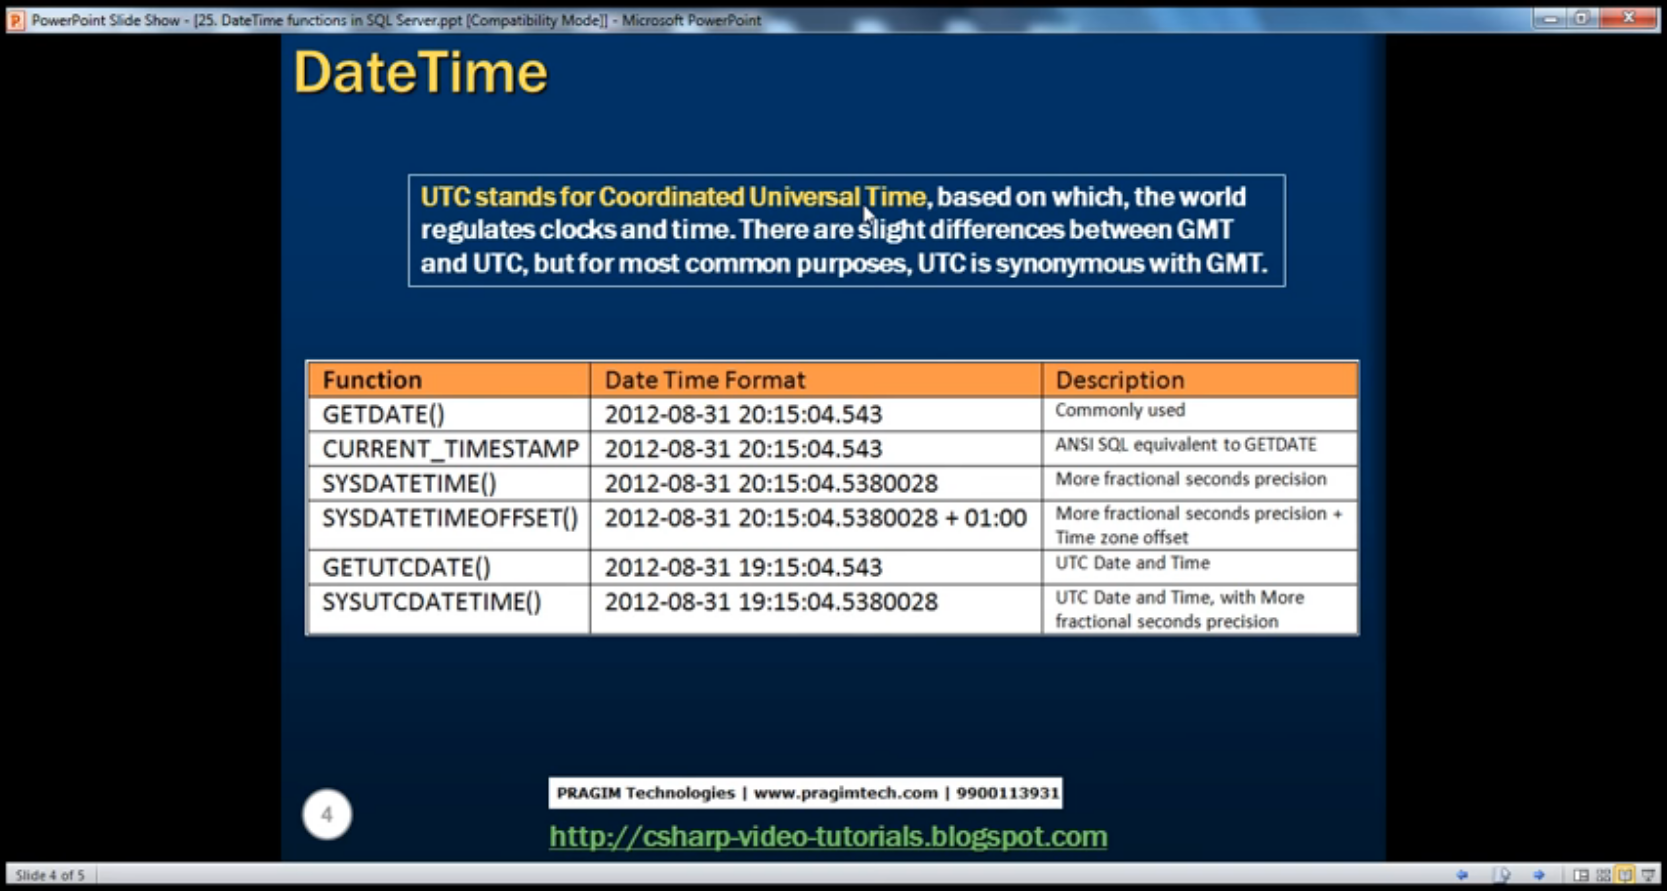 PowerPoint Slide Show - [25. DateTime functions in SQL Server.ppt [Compatibility Mode]] - Microsoft PowerPoint
DateTime
UTC stands for Coordinated Universal Time, based on which, the world
regulates clocks and time. There are slight differences between GMT
and UTC, but for most common purposes, UTC is synonymous with GMT.
Function Date Time Format Description
GETDATE() 2012-08-31 20:15:04.543 Commonly used
CURRENT_TIMESTAMP 2012-08-31 20:15:04.543 ANSI SQL equivalent to GETDATE
SYSDATETIME() 2012-08-31 20:15:04.5380028 More fractional seconds precision
SYSDATETIMEOFFSET() 2012-08-31 20:15:04.5380028 + 01:00 More fractional seconds precision +
Time zone offset
GETUTCDATE() 2012-08-31 19:15:04.543 UTC Date and Time
SYSUTCDATETIME() 2012-08-31 19:15:04.5380028 UTC Date and Time, with More
fractional seconds precision
PRAGIM Technologies | www.pragimtech.com | 9900113931
4
http://csharp-video-tutorials.blogspot.com
Slide 4 of 5